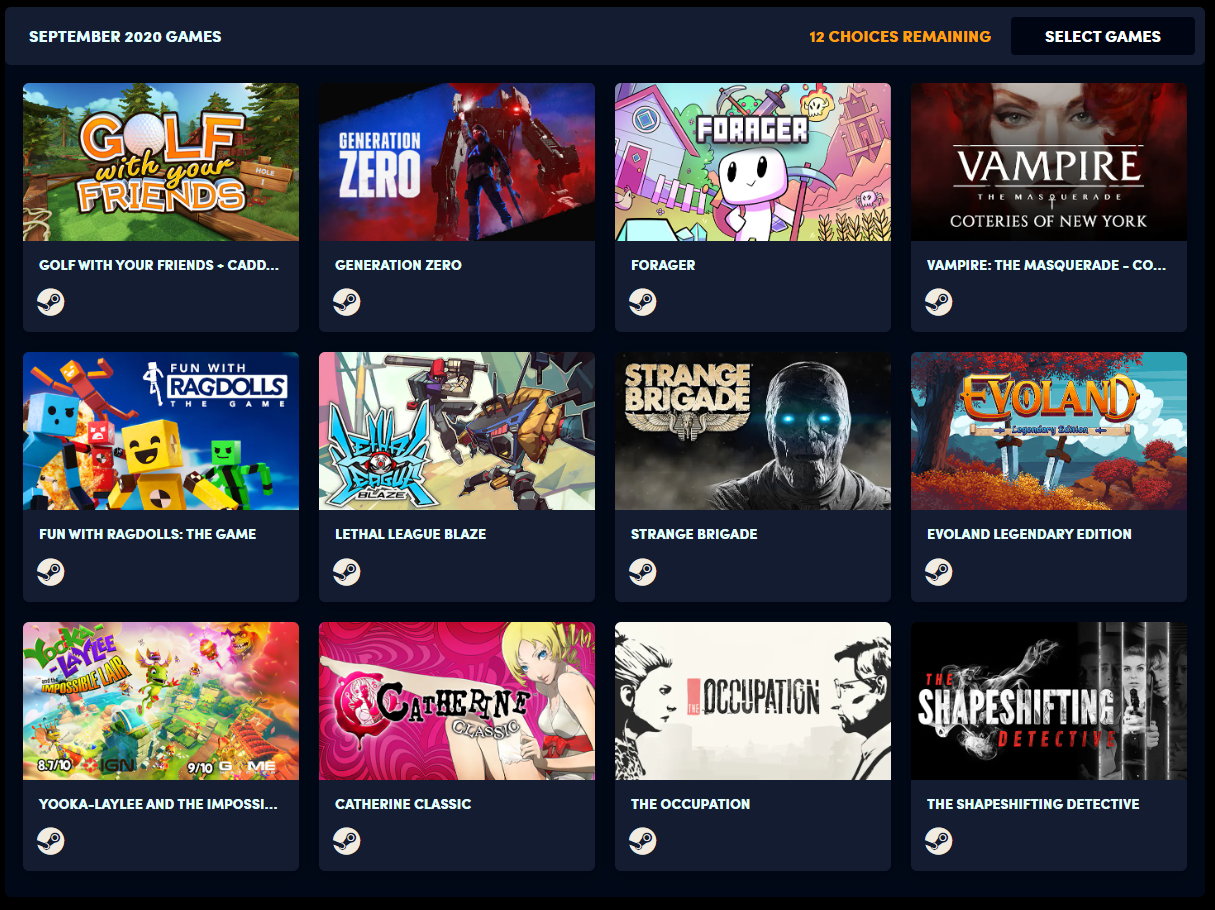 SEPTEMBER 2020 GAMES
12 CHOICES REMAINING
SELECT GAMES
GOLF
with your
FRIENDS
HOLE
1
GENERATION
ZERO
FORAGER
VAMPIRE
THE MASQUERADE
COTERIES OF NEW YORK
GOLF WITH YOUR FRIENDS + CADD...
GENERATION ZERO
FORAGER
VAMPIRE: THE MASQUERADE - CO...
FUN WITH
RAGDOLLS
THE GAME
LETHAL
LEAGUE
BLAZE
STRANGE
BRIGADE
EVOLAND
Legendary Edition
FUN WITH RAGDOLLS: THE GAME
LETHAL LEAGUE BLAZE
STRANGE BRIGADE
EVOLAND LEGENDARY EDITION
YOOKA-
LAYLEE
and the
IMPOSSIBLE LAIR
8.7/10 IGN
9/10
CATHERINE
CLASSIC
THE OCCUPATION
THE
SHAPESHIFTING
DETECTIVE
YOOKA-LAYLEE AND THE IMPOSSI...
CATHERINE CLASSIC
THE OCCUPATION
THE SHAPESHIFTING DETECTIVE